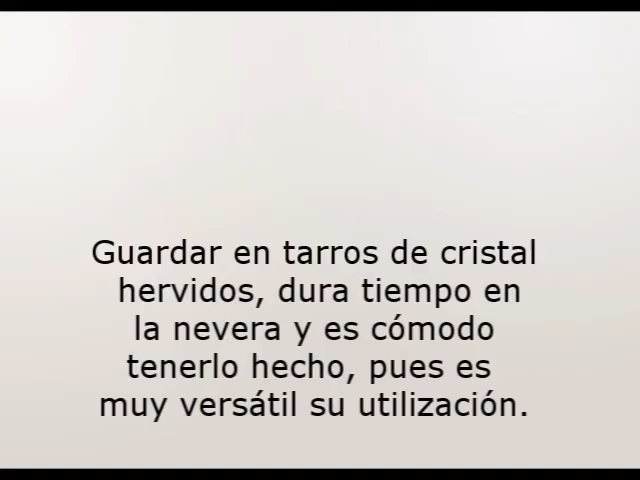 Guardar en tarros de cristal
hervidos, dura tiempo en
la nevera y es cómodo
tenerlo hecho, pues es
muy versátil su utilización.